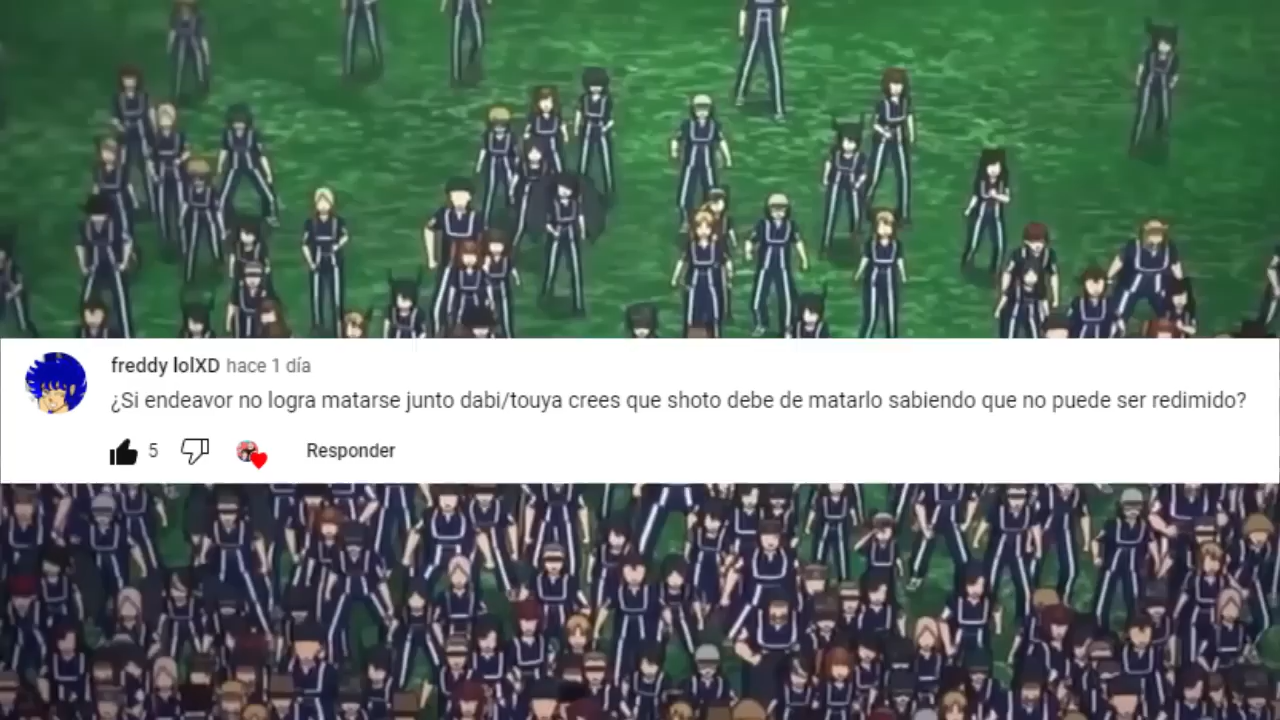 freddy lolXD hace 1 día
¿Si endeavor no logra matarse junto dabi/touya crees que shoto debe de matarlo sabiendo que no puede ser redimido?
5 Responder